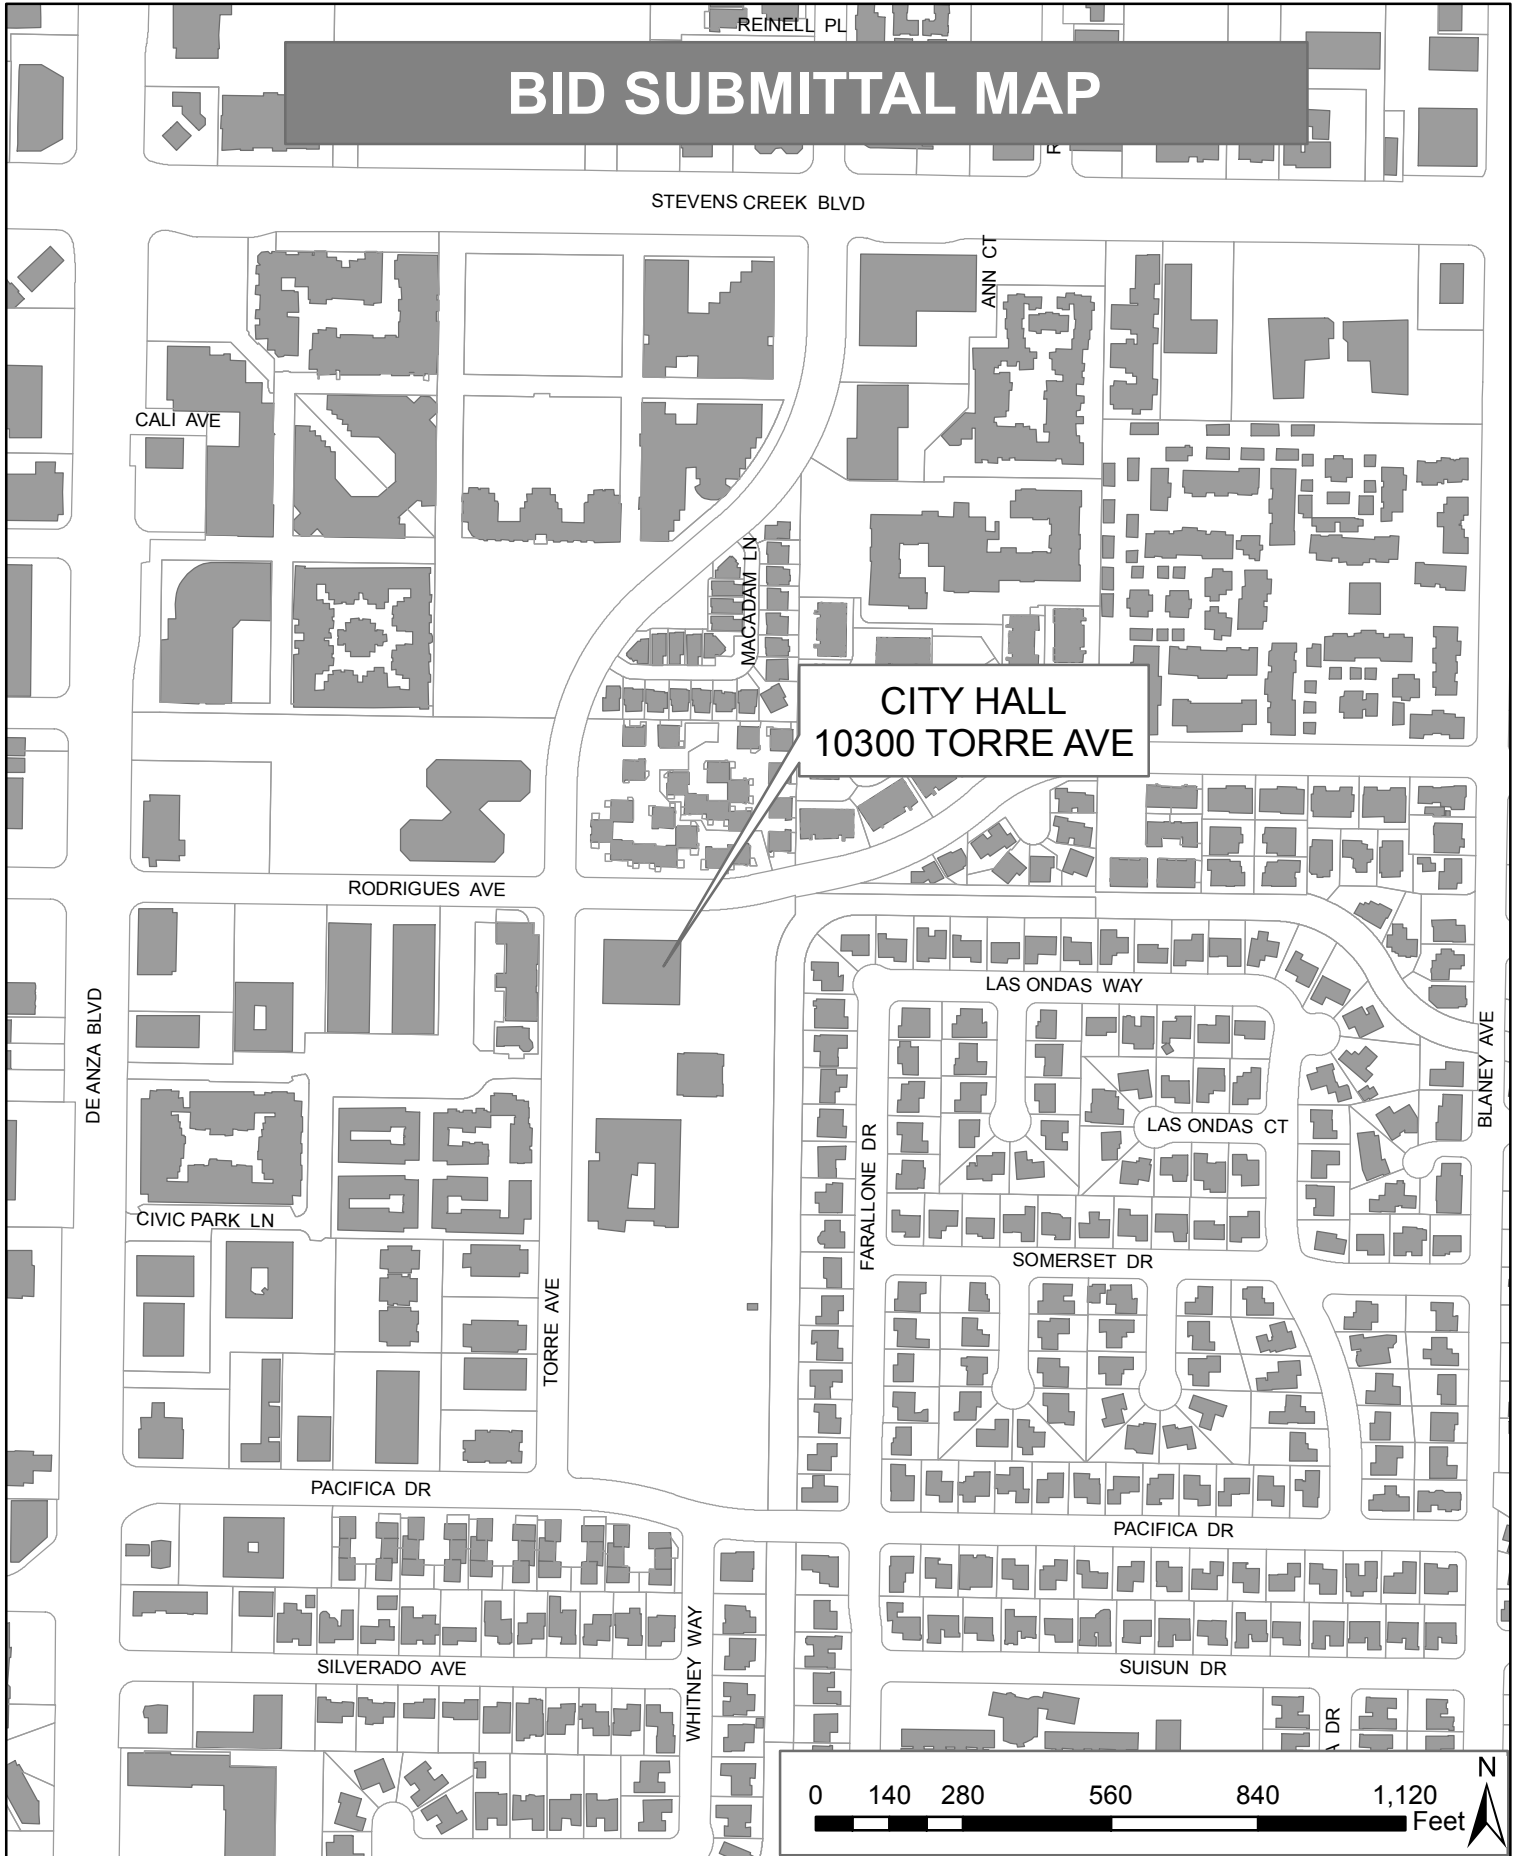 REINELL PL
BID SUBMITTAL MAP
STEVENS CREEK BLVD
ANN CT
CALI AVE
MACADAM LN
CITY HALL
10300 TORRE AVE
RODRIGUES AVE
LAS ONDAS WAY
DE ANZA BLVD
BLANEY AVE
LAS ONDAS CT
FARALLONE DR
CIVIC PARK LN
SOMERSET DR
TORRE AVE
PACIFICA DR
PACIFICA DR
WHITNEY WAY
SILVERADO AVE
SUISUN DR
A DR
N
0 140 280 560 840 1,120
Feet